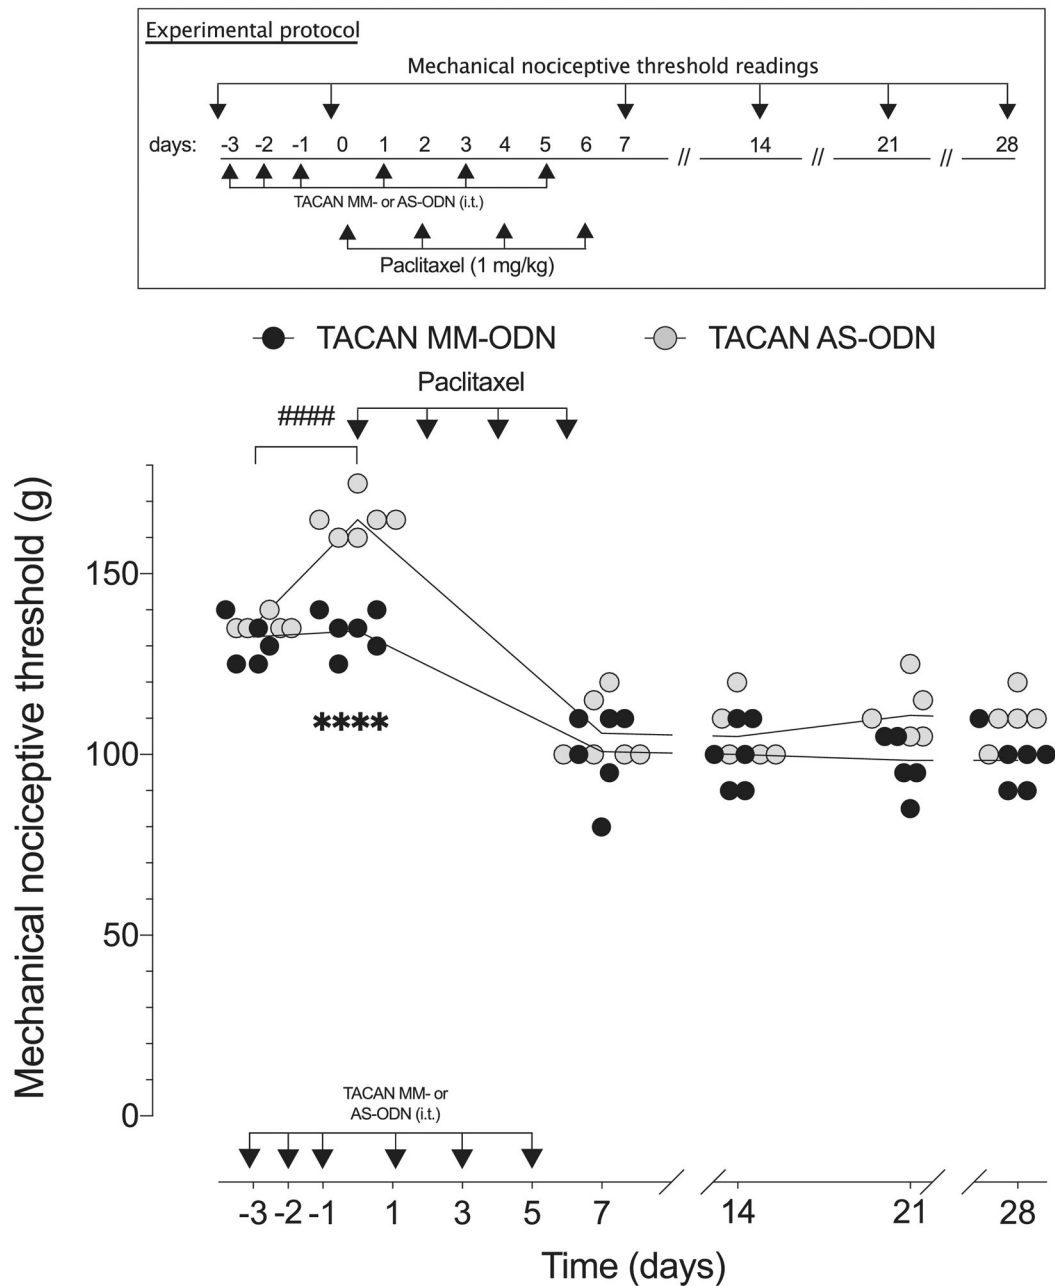 Experimental protocol
Mechanical nociceptive threshold readings
days: -3 -2 -1 0 1 2 3 4 5 6 7 // 14 // 21 // 28
TACAN MM- or AS-ODN (i.t.)
Paclitaxel (1 mg/kg)
TACAN MM-ODN TACAN AS-ODN
Paclitaxel
####
Mechanical nociceptive threshold (g)
150
****
100
50
0
TACAN MM- or
AS-ODN (i.t.)
-3 -2 -1 1 3 5 7 14 21 28
Time (days)